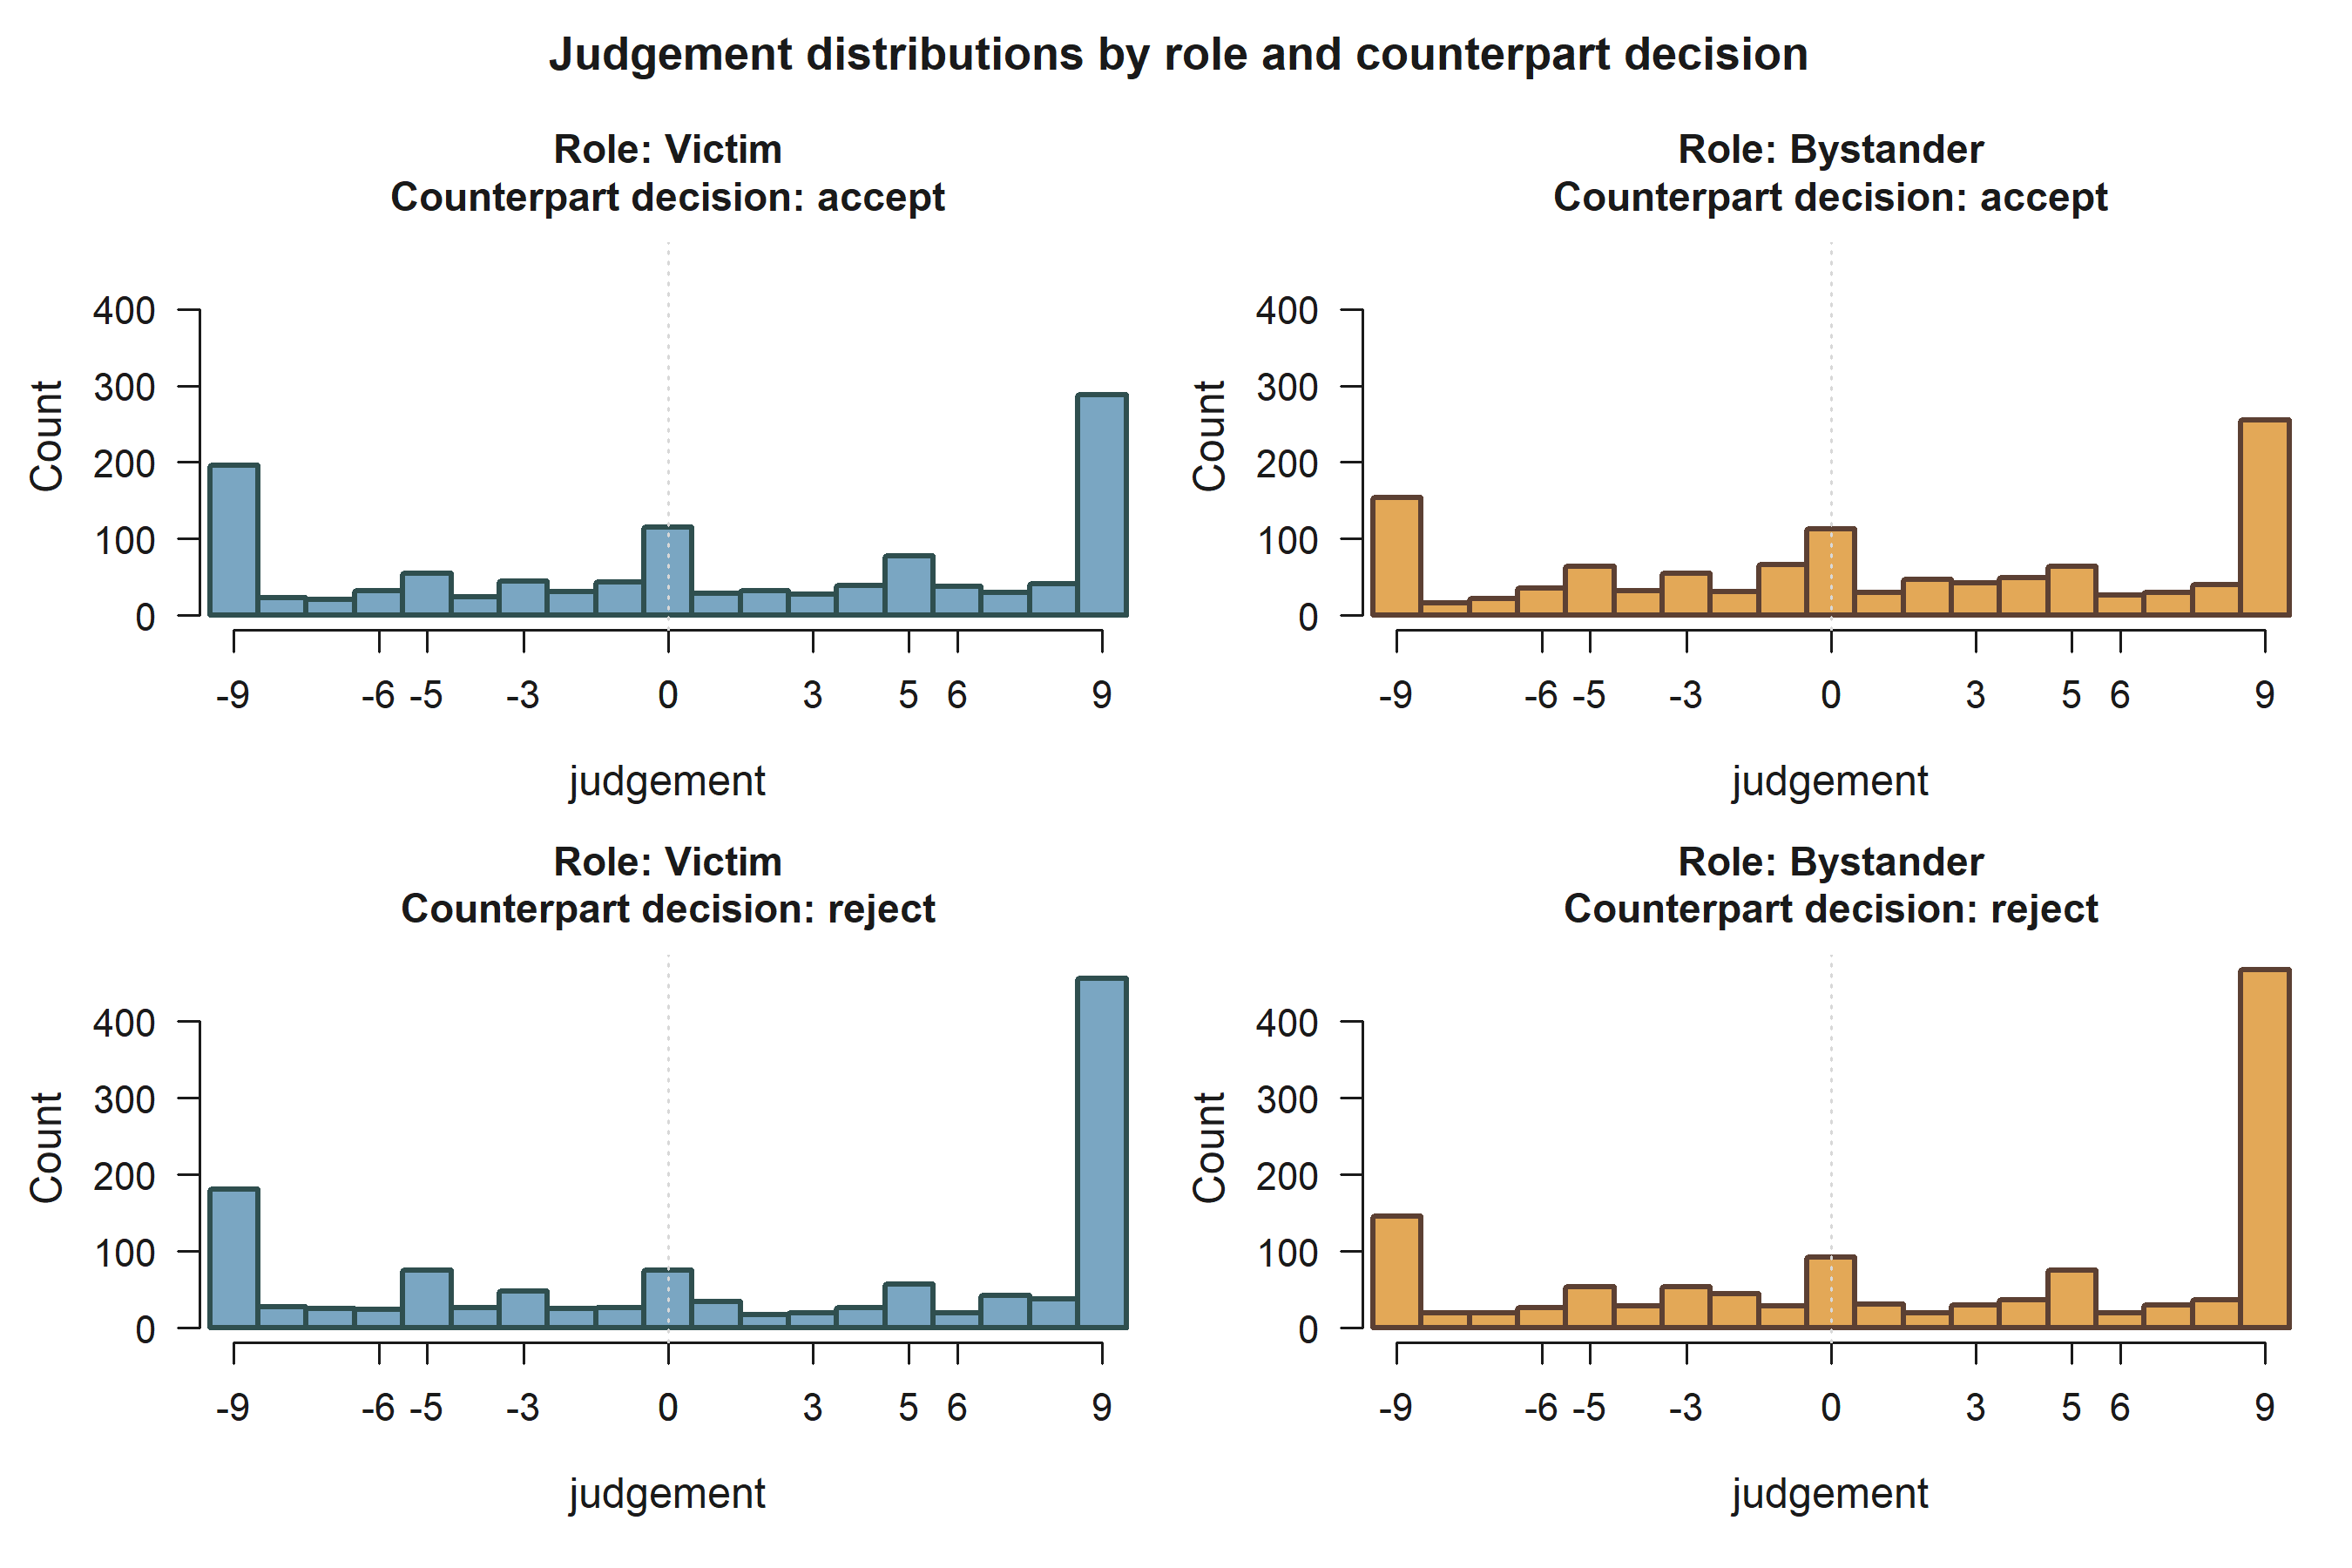 Judgement distributions by role and counterpart decision
Role: Victim
Counterpart decision: accept
400
300
200
100
0
Count
-9 -6 -5 -3 0 3 5 6 9
judgement
Role: Bystander
Counterpart decision: accept
400
300
200
100
0
Count
-9 -6 -5 -3 0 3 5 6 9
judgement
Role: Victim
Counterpart decision: reject
400
300
200
100
0
Count
-9 -6 -5 -3 0 3 5 6 9
judgement
Role: Bystander
Counterpart decision: reject
400
300
200
100
0
Count
-9 -6 -5 -3 0 3 5 6 9
judgement